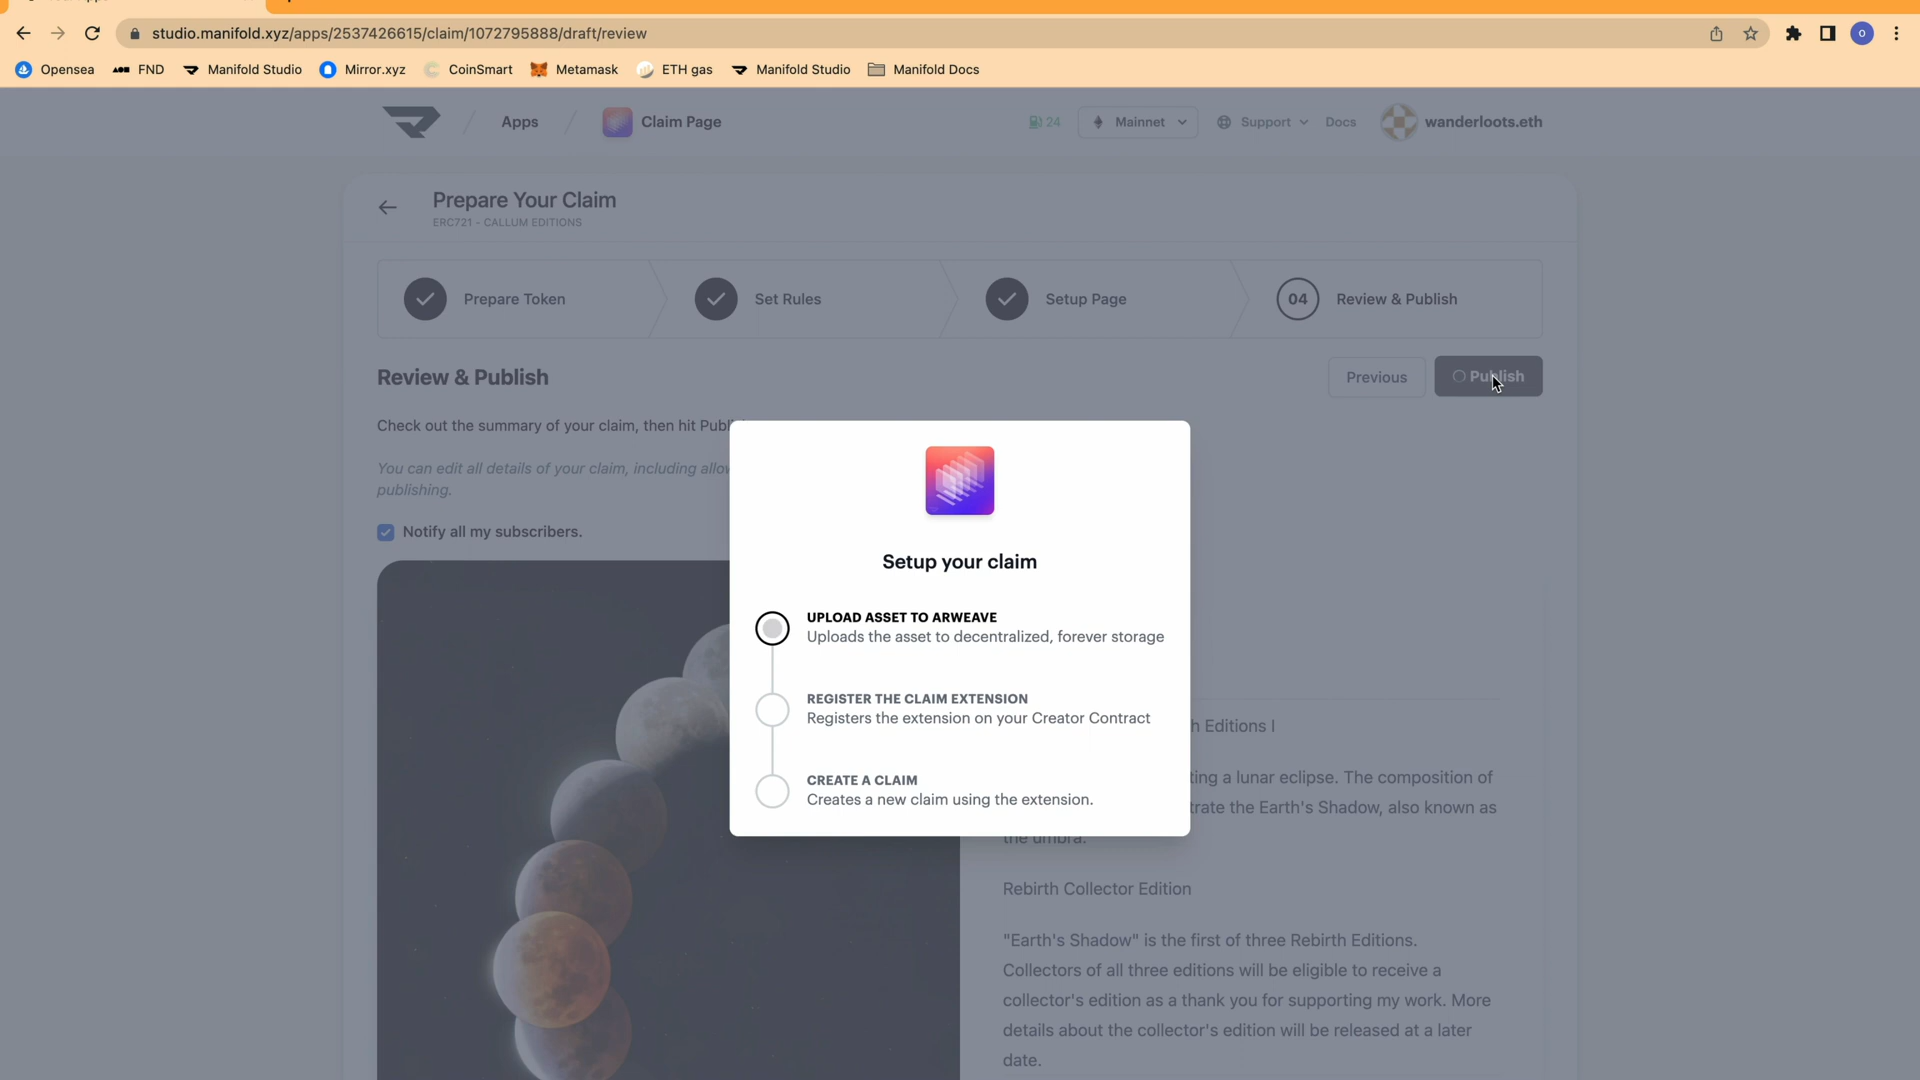 studio.manifold.xyz/apps/2537426615/claim/1072795888/draft/review
O
Opensea
FND
Manifold Studio
Mirror.xyz
CoinSmart
Metamask
ETH gas
Manifold Studio
Manifold Docs
Apps
Claim Page
24
Mainnet
Support
Docs
wanderloots.eth
Prepare Your Claim
ERC721 - CALLUM EDITIONS
Prepare Token
Set Rules
Setup Page
04
Review & Publish
Review & Publish
Previous
Publish
Check out the summary of your claim, then hit
You can edit all details of your claim, including
publishing.
Notify all my subscribers.
Setup your claim
UPLOAD ASSET TO ARWEAVE
Uploads the asset to decentralized, forever storage
REGISTER THE CLAIM EXTENSION
Registers the extension on your Creator Contract
CREATE A CLAIM
Creates a new claim using the extension.
Editions I
a lunar eclipse. The composition of
the Earth's Shadow, also known as
the umbra.
Rebirth Collector Edition
"Earth's Shadow" is the first of three Rebirth Editions.
Collectors of all three editions will be eligible to receive a
collector's edition as a thank you for supporting my work. More
details about the collector's edition will be released at a later
date.